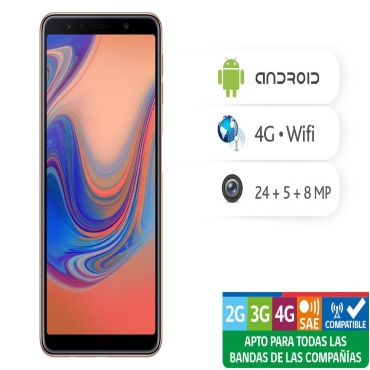 ANDROID
4G • Wifi
24 + 5 + 8 MP
2G 3G 4G SAE COMPATIBLE
APTO PARA TODAS LAS
BANDAS DE LAS COMPAÑÍAS